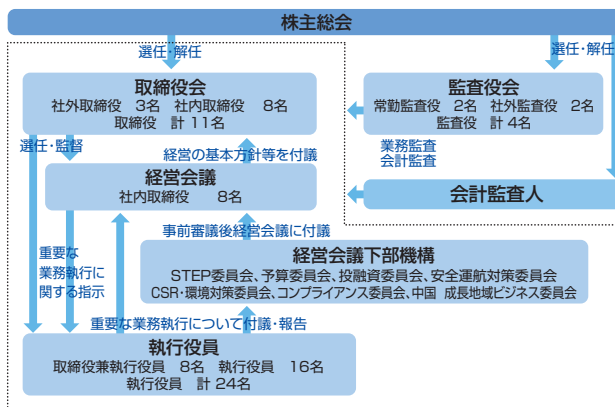 株主総会
選任・解任
選任・解任
取締役会
社外取締役 3名 社内取締役 8名
取締役 計 11名
監査役会
常勤監査役 2名 社外監査役 2名
監査役 計 4名
選任・監督
経営の基本方針等を付議
業務監査
会計監査
経営会議
社内取締役 8名
会計監査人
事前審議後経営会議に付議
重要な
業務執行に
関する指示
経営会議下部機構
STEP委員会、予算委員会、投融資委員会、安全運航対策委員会
CSR・環境対策委員会、コンプライアンス委員会、中国 成長地域ビジネス委員会
重要な業務執行について付議・報告
執行役員
取締役兼執行役員 8名 執行役員 16名
執行役員 計 24名